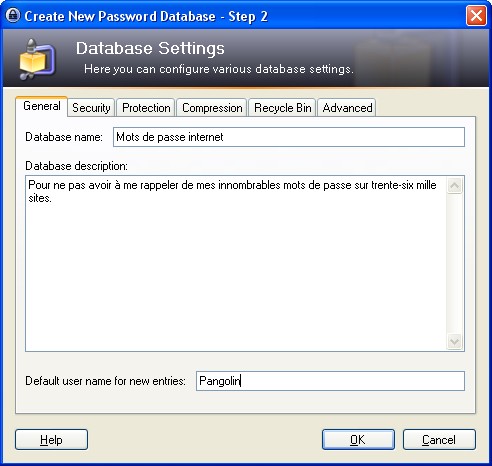 Create New Password Database - Step 2
Database Settings
Here you can configure various database settings.
General Security Protection Compression Recycle Bin Advanced
Database name: Mots de passe internet
Database description:
Pour ne pas avoir à me rappeler de mes innombrables mots de passe sur trente-six mille
sites.
Default user name for new entries: Pangolin
Help OK Cancel